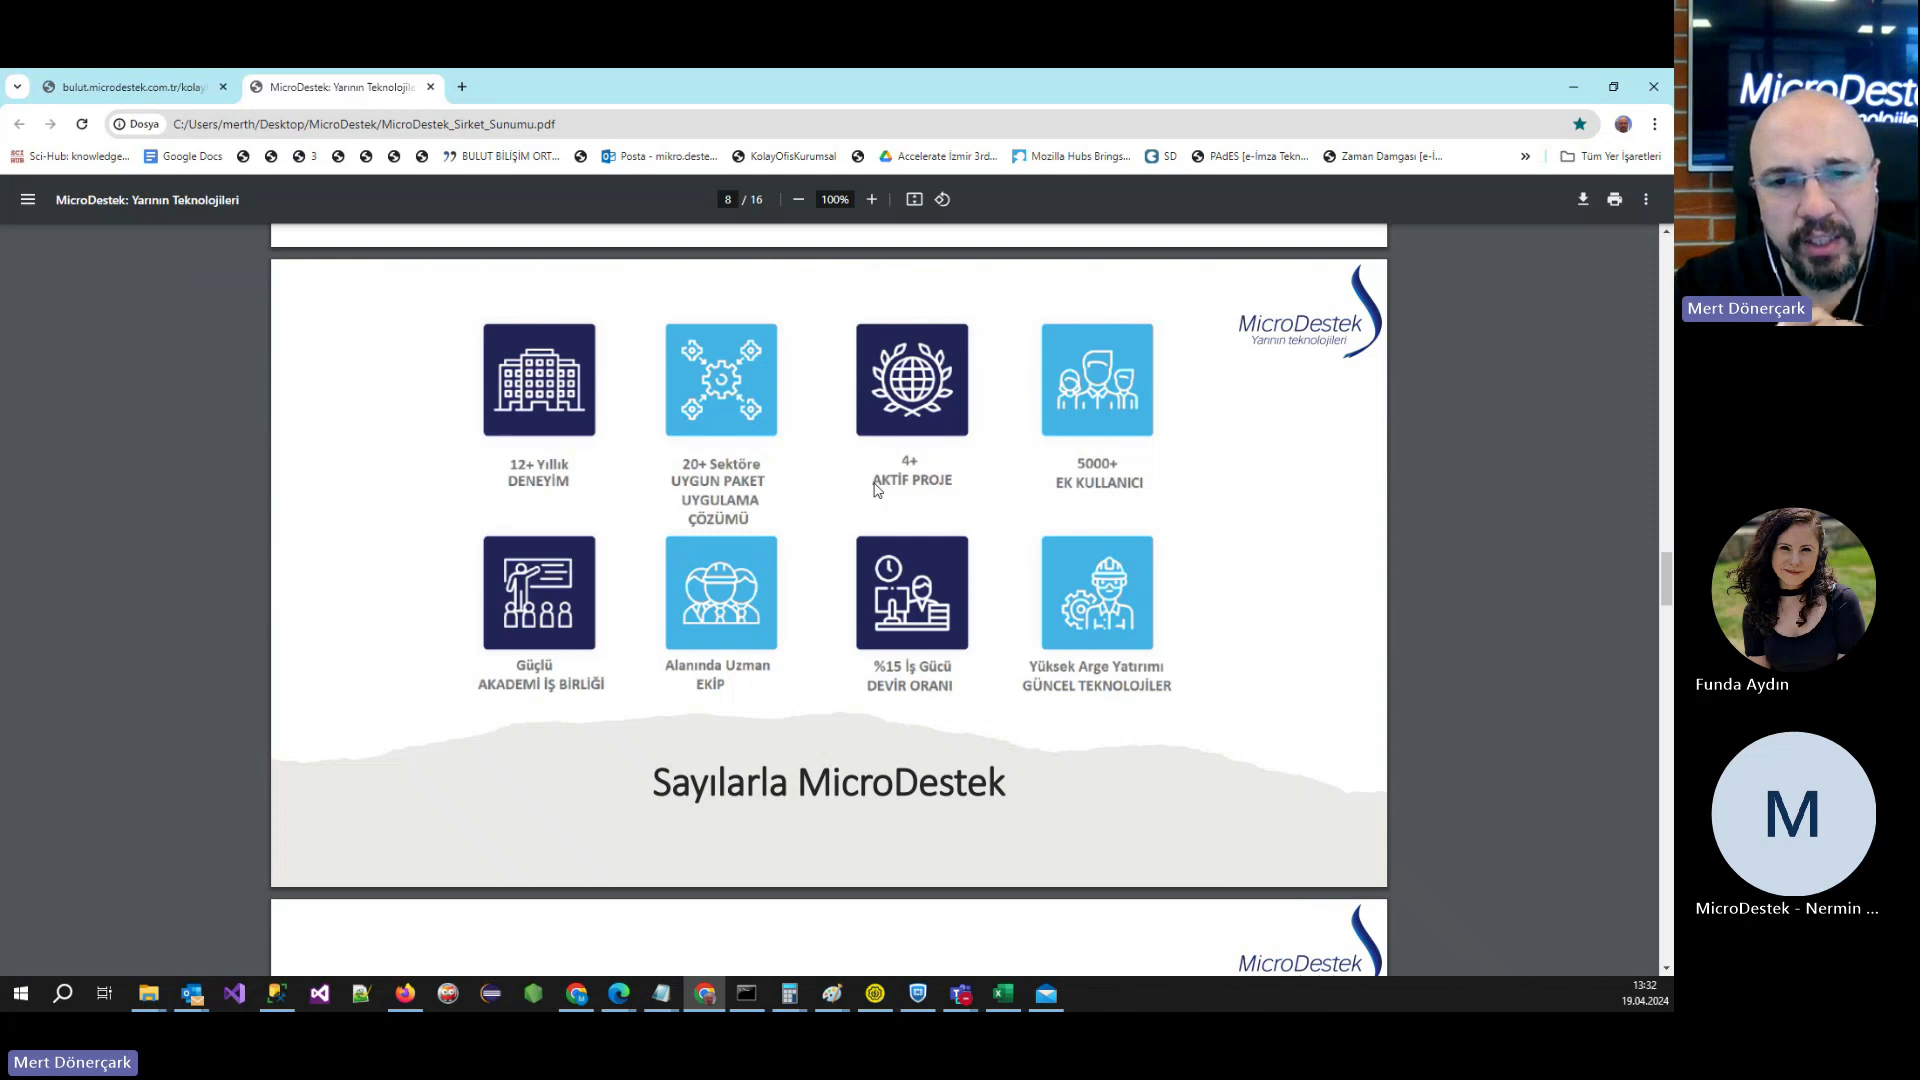 bulut.microdestek.com.tr/kolay
MicroDestek: Yarının Teknolojile
Dosya
C:/Users/merth/Desktop/MicroDestek/MicroDestek_Sirket_Sunumu.pdf
SCI HUB
Sci-Hub: knowledge...
Google Docs
3
BULUT BİLİŞİM ORT...
Posta - mikro.deste...
KolayOfisKurumsal
Accelerate İzmir 3rd...
Mozilla Hubs Brings...
SD
PAdES [e-İmza Tekn...
Zaman Damgası [e-İ...
Tüm Yer İşaretleri
MicroDestek: Yarının Teknolojileri
8 / 16
100%
MicroDestek
Yarının teknolojileri
12+ Yıllık
DENEYİM
20+ Sektöre
UYGUN PAKET
UYGULAMA
ÇÖZÜMÜ
4+
AKTİF PROJE
5000+
EK KULLANICI
Güçlü
AKADEMİ İŞ BİRLİĞİ
Alanında Uzman
EKİP
%15 İş Gücü
DEVİR ORANI
Yüksek Arge Yatırımı
GÜNCEL TEKNOLOJİLER
Sayılarla MicroDestek
MicroDestek
13:32
19.04.2024
MicroDest
Mert Dönerçark
Funda Aydın
M
MicroDestek - Nermin ...
Mert Dönerçark